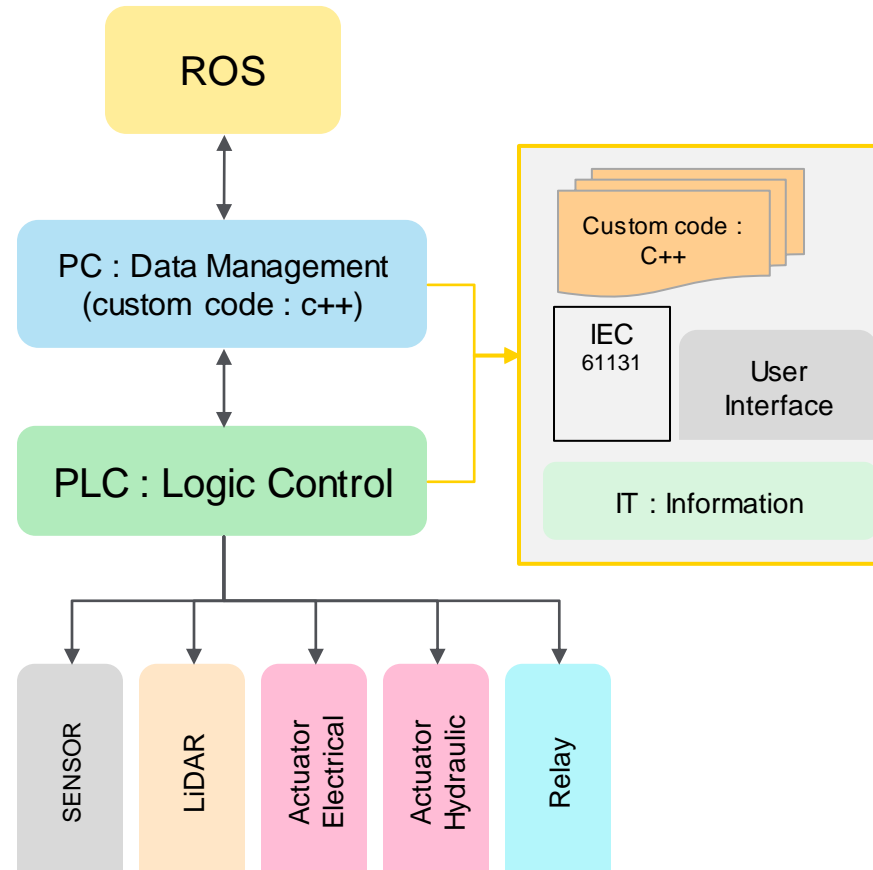 ROS
PC : Data Management
(custom code : c++)
PLC : Logic Control
Custom code :
C++
IEC
61131
User
Interface
IT : Information
SENSOR
LiDAR
Actuator
Electrical
Actuator
Hydraulic
Relay